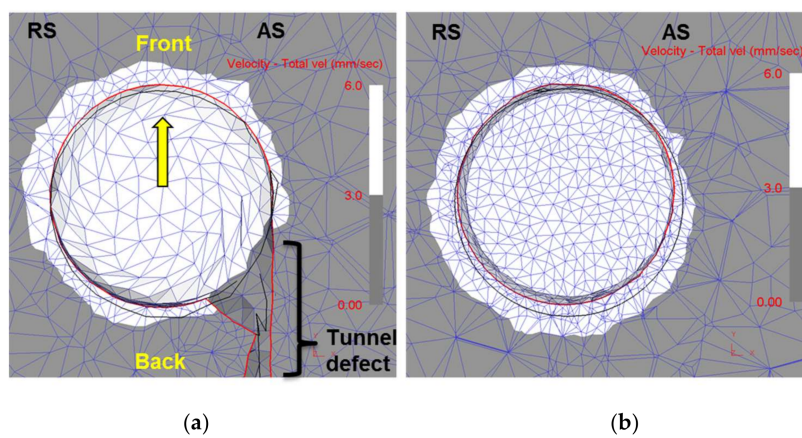 RS
Front
AS
Velocity - Total vel (mm/sec)
6.0
3.0
0.00
Tunnel
defect
Back
(a)
RS
AS
Velocity - Total vel (mm/sec)
6.0
3.0
0.00
Y
X
(b)